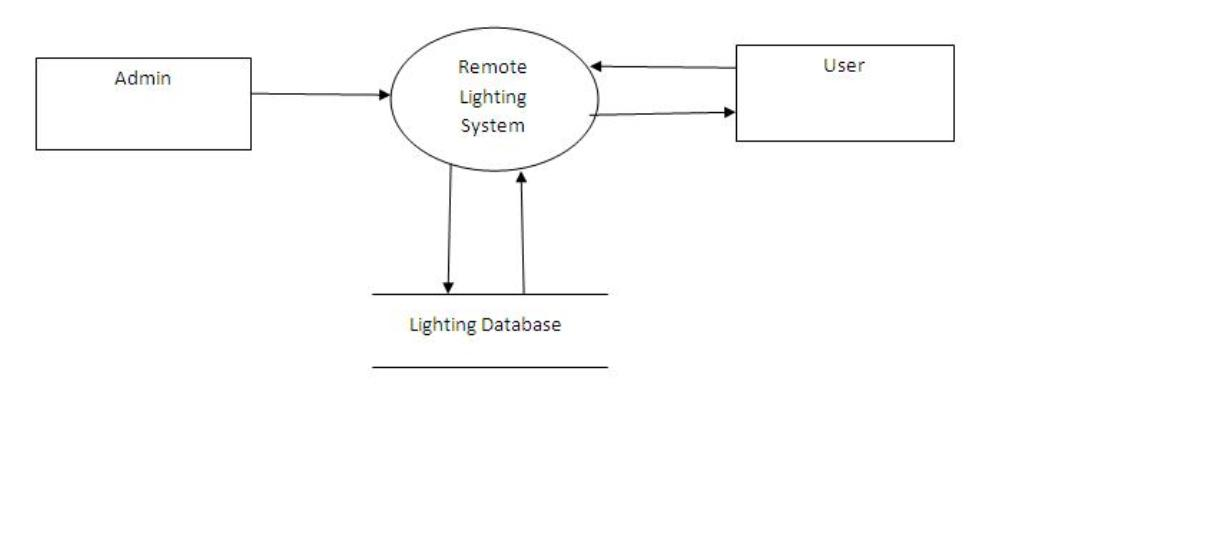 Admin
Remote
Lighting
System
User
Lighting Database